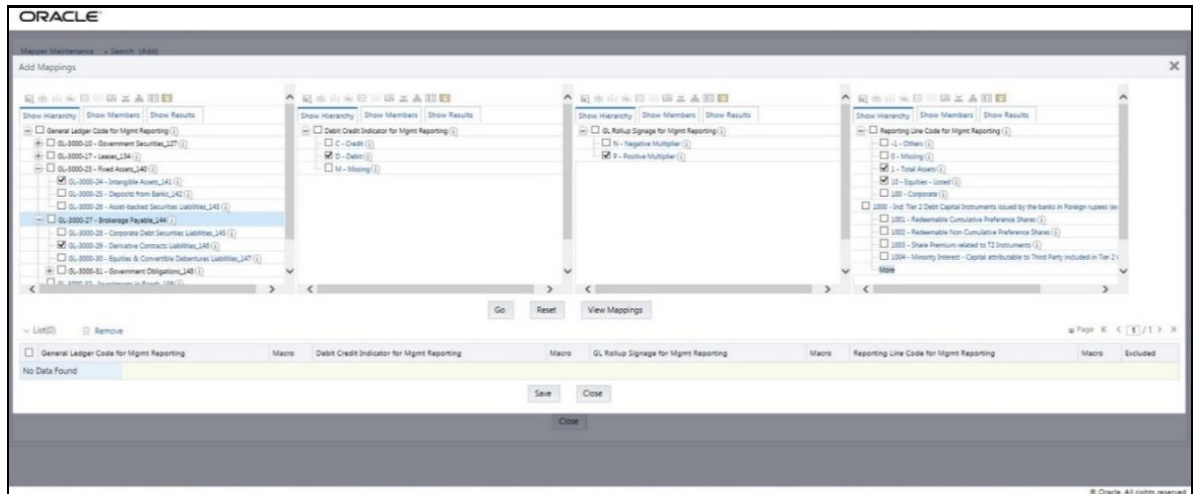 ORACLE
Mapper Maintenance » Search (Add)
Add Mappings
Show Hierarchy Show Members Show Results
General Ledger Code for Mgmt Reporting
GL-3000-10 - Government Securities_127
GL-3000-17 - Leases_134
GL-3000-23 - Fixed Assets_140
GL-3000-24 - Intangible Assets_141
GL-3000-25 - Deposits from Banks_142
GL-3000-26 - Asset-backed Securities Liabilities_143
GL-3000-27 - Brokerage Payable_144
GL-3000-28 - Corporate Debt Securities Liabilities_145
GL-3000-29 - Derivative Contracts Liabilities_146
GL-3000-30 - Equities & Convertible Debentures Liabilities_147
GL-3000-31 - Government Obligations_148
Show Hierarchy Show Members Show Results
Debit Credit Indicator for Mgmt Reporting
C - Credit
D - Debit
M - Missing
Show Hierarchy Show Members Show Results
GL Rollup Signage for Mgmt Reporting
N - Negative Multiplier
P - Positive Multiplier
Show Hierarchy Show Members Show Results
Reporting Line Code for Mgmt Reporting
-1 - Others
0 - Missing
1 - Total Assets
10 - Equities - Listed
100 - Corporate
1000 - Ind: Tier 2 Debt Capital Instruments issued by the banks in Foreign rupees
1001 - Redeemable Cumulative Preference Shares
1002 - Redeemable Non Cumulative Preference Shares
1003 - Share Premium related to T2 Instruments
1004 - Minority Interest - Capital attributable to Third Party included in Tier 2
More
Go Reset View Mappings
List(0) Remove Page 1 / 1
General Ledger Code for Mgmt Reporting Macro Debit Credit Indicator for Mgmt Reporting Macro GL Rollup Signage for Mgmt Reporting Macro Reporting Line Code for Mgmt Reporting Macro Excluded
No Data Found
Save Close
Close
© Oracle. All rights reserved